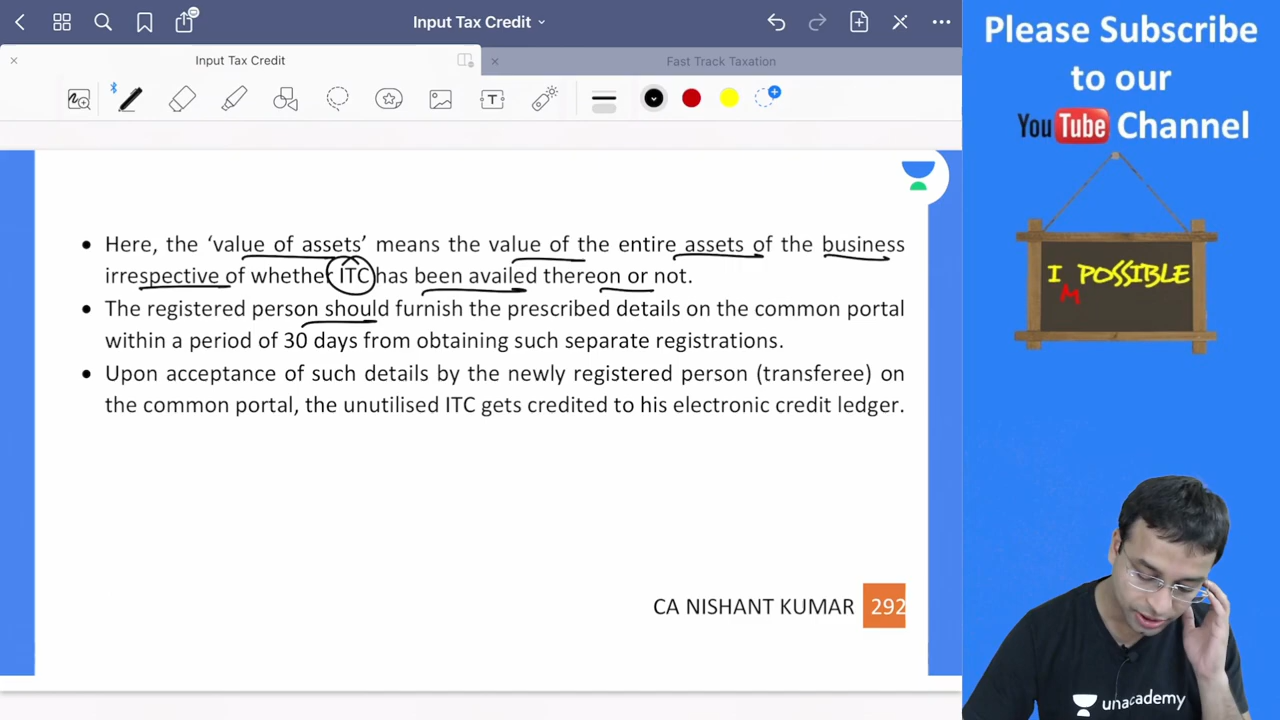 Input Tax Credit
Input Tax Credit
Fast Track Taxation
Here, the ‘value of assets’ means the value of the entire assets of the business
irrespective of whether ITC has been availed thereon or not.
The registered person should furnish the prescribed details on the common portal
within a period of 30 days from obtaining such separate registrations.
Upon acceptance of such details by the newly registered person (transferee) on
the common portal, the unutilised ITC gets credited to his electronic credit ledger.
CA NISHANT KUMAR 292
Please Subscribe
to our
YouTube Channel
I POSSIBLE
M
unacademy